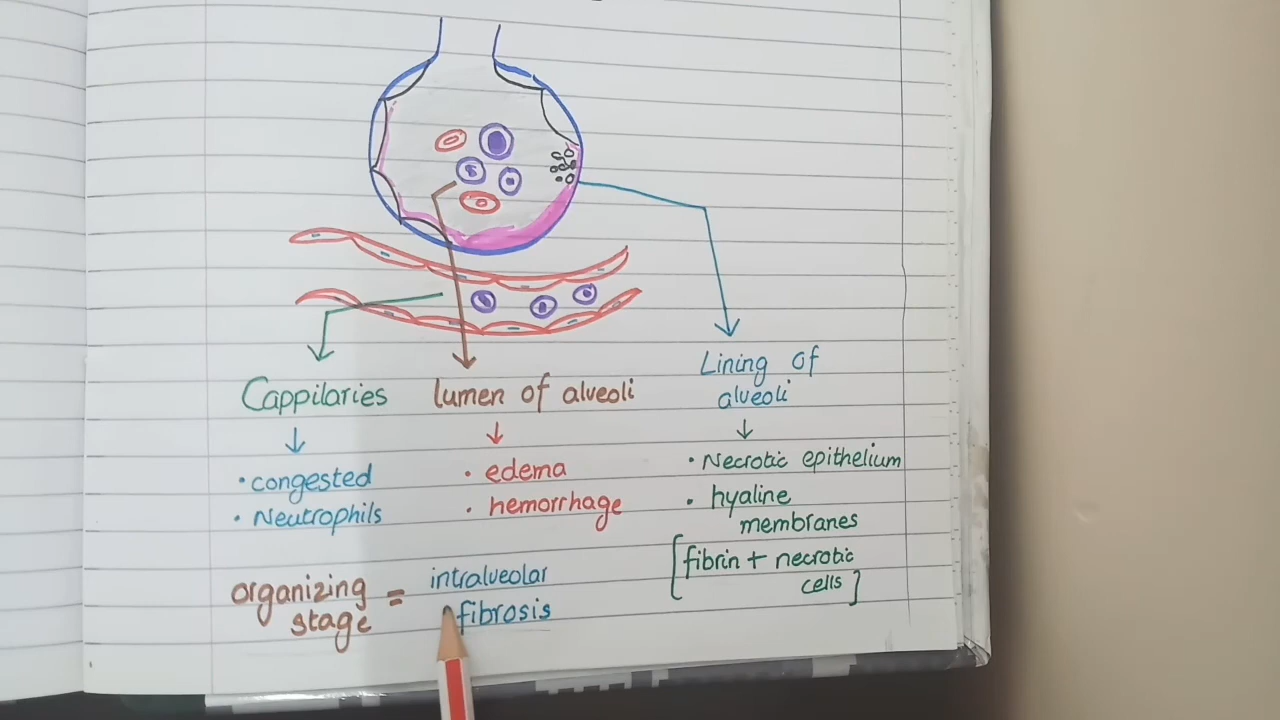 Cappilaries
• congested
• Neutrophils
lumen of alveoli
• edema
• hemorrhage
Lining of
alveoli
• Necrotic epithelium
• hyaline
membranes
[fibrin + necrotic
cells]
organizing
stage = intralveolar
fibrosis